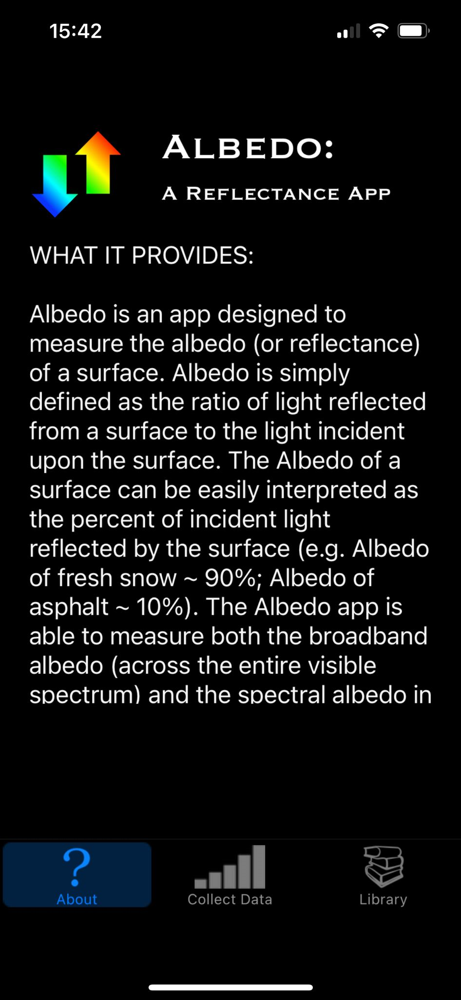 15:42
ALBEDO:
A REFLECTANCE APP
WHAT IT PROVIDES:
Albedo is an app designed to
measure the albedo (or reflectance)
of a surface. Albedo is simply
defined as the ratio of light reflected
from a surface to the light incident
upon the surface. The Albedo of a
surface can be easily interpreted as
the percent of incident light
reflected by the surface (e.g. Albedo
of fresh snow ~ 90%; Albedo of
asphalt ~ 10%). The Albedo app is
able to measure both the broadband
albedo (across the entire visible
spectrum) and the spectral albedo in
?
About
Collect Data
Library